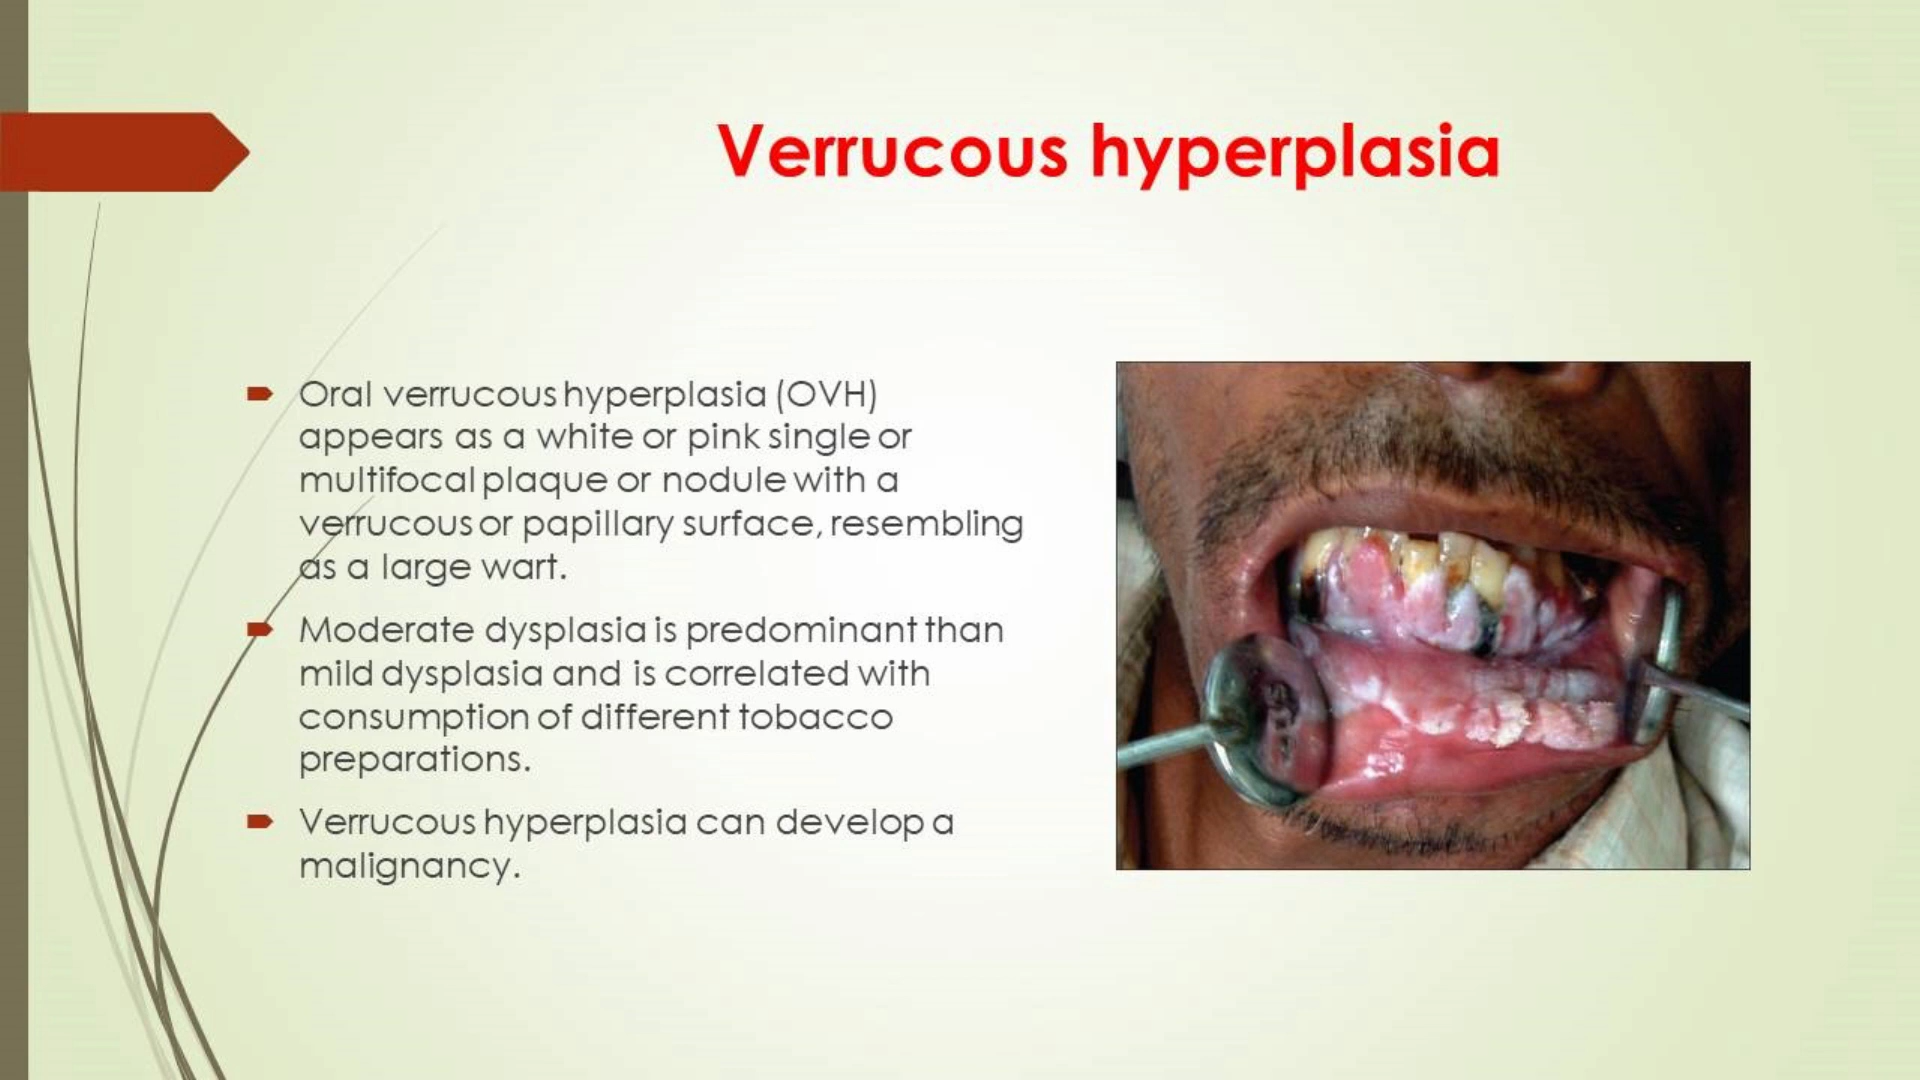 Verrucous hyperplasia
Oral verrucous hyperplasia (OVH)
appears as a white or pink single or
multifocal plaque or nodule with a
verrucous or papillary surface, resembling
as a large wart.
Moderate dysplasia is predominant than
mild dysplasia and is correlated with
consumption of different tobacco
preparations.
Verrucous hyperplasia can develop a
malignancy.